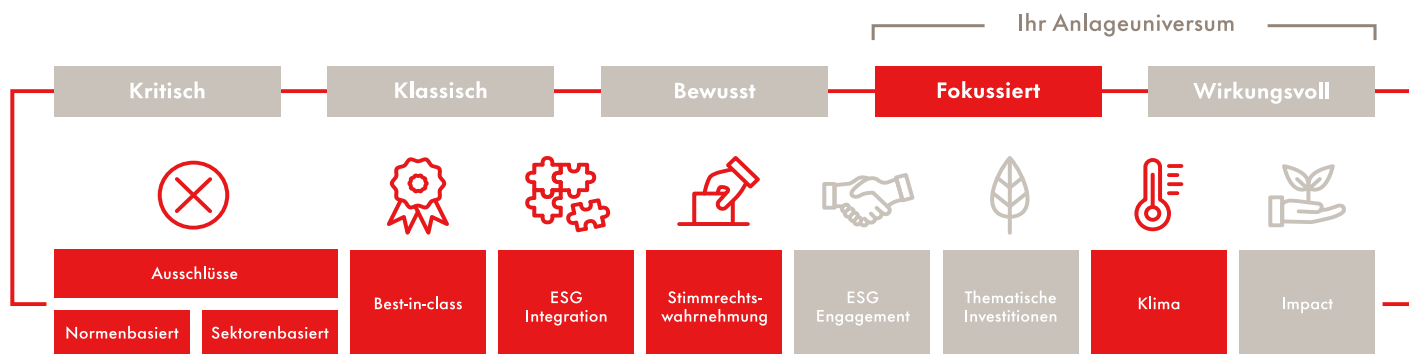 Ihr Anlageuniversum
Kritisch
Klassisch
Bewusst
Fokussiert
Wirkungsvoll
Ausschlüsse
Normenbasiert
Sektorenbasiert
Best-in-class
ESG
Integration
Stimmrechts-
wahrnehmung
ESG
Engagement
Thematische
Investitionen
Klima
Impact